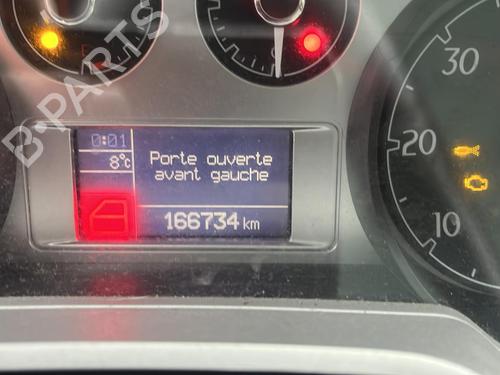 B-PARTS
0:01
8°C
Porte ouverte
avant gauche
166734 km
30
20
10